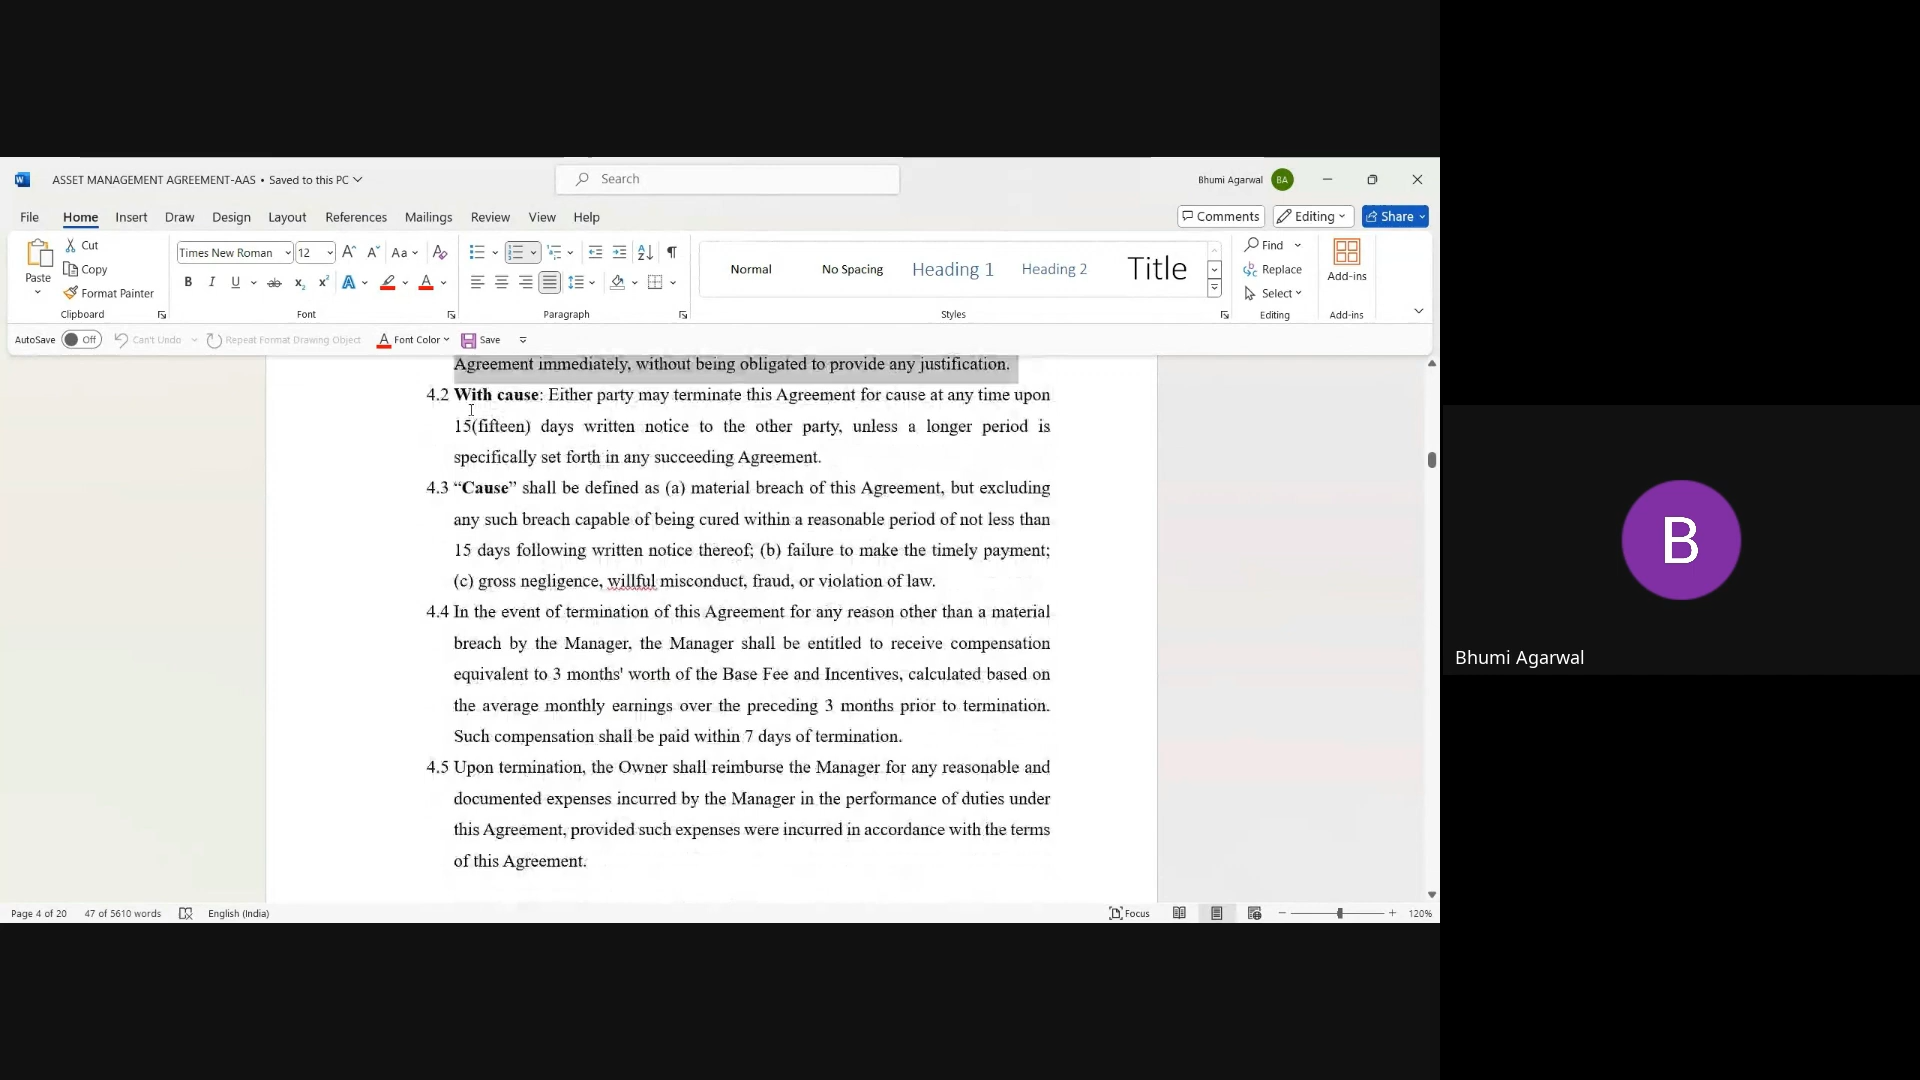 ASSET MANAGEMENT AGREEMENT-AAS • Saved to this PC
Search
Bhumi Agarwal BA
File Home Insert Draw Design Layout References Mailings Review View Help
Comments Editing Share
Paste
Cut
Copy
Format Painter
Clipboard
Times New Roman 12
Font
Paragraph
Normal No Spacing Heading 1 Heading 2 Title
Styles
Find
Replace
Select
Editing
Add-ins
Add-ins
AutoSave Off Can't Undo Repeat Format Drawing Object Font Color Save
Agreement immediately, without being obligated to provide any justification.
4.2 With cause: Either party may terminate this Agreement for cause at any time upon
15(fifteen) days written notice to the other party, unless a longer period is
specifically set forth in any succeeding Agreement.
4.3 “Cause” shall be defined as (a) material breach of this Agreement, but excluding
any such breach capable of being cured within a reasonable period of not less than
15 days following written notice thereof; (b) failure to make the timely payment;
(c) gross negligence, willful misconduct, fraud, or violation of law.
4.4 In the event of termination of this Agreement for any reason other than a material
breach by the Manager, the Manager shall be entitled to receive compensation
equivalent to 3 months' worth of the Base Fee and Incentives, calculated based on
the average monthly earnings over the preceding 3 months prior to termination.
Such compensation shall be paid within 7 days of termination.
4.5 Upon termination, the Owner shall reimburse the Manager for any reasonable and
documented expenses incurred by the Manager in the performance of duties under
this Agreement, provided such expenses were incurred in accordance with the terms
of this Agreement.
Page 4 of 20 47 of 5610 words English (India) Focus 120%
B
Bhumi Agarwal